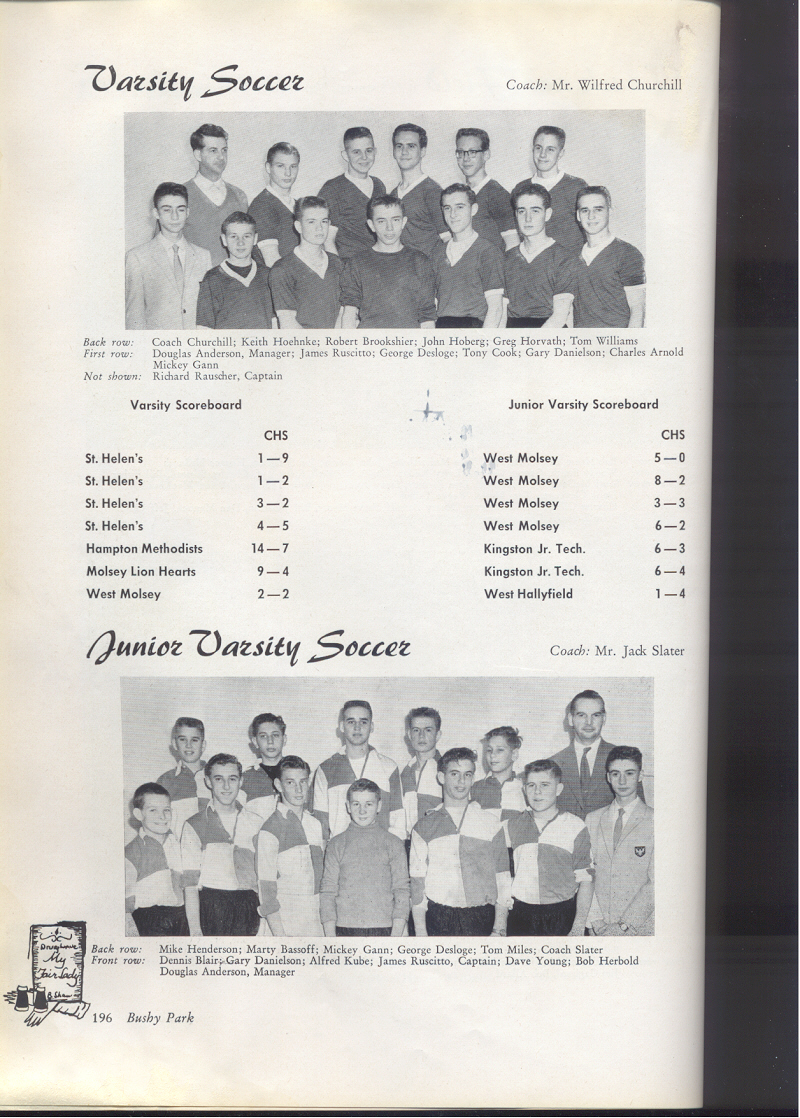 Varsity Soccer
Coach: Mr. Wilfred Churchill
Back row: Coach Churchill; Keith Hoehnke; Robert Brookshier; John Hoberg; Greg Horvath; Tom Williams
First row: Douglas Anderson, Manager; James Ruscitto; George Desloge; Tony Cook; Gary Danielson; Charles Arnold
Mickey Gann
Not shown: Richard Rauscher, Captain
Varsity Scoreboard
CHS
St. Helen's 1—9
St. Helen's 1—2
St. Helen's 3—2
St. Helen's 4—5
Hampton Methodists 14—7
Molsey Lion Hearts 9—4
West Molsey 2—2
Junior Varsity Scoreboard
CHS
West Molsey 5—0
West Molsey 8—2
West Molsey 3—3
West Molsey 6—2
Kingston Jr. Tech. 6—3
Kingston Jr. Tech. 6—4
West Hallyfield 1—4
Junior Varsity Soccer
Coach: Mr. Jack Slater
Back row: Mike Henderson; Marty Bassoff; Mickey Gann; George Desloge; Tom Miles; Coach Slater
Front row: Dennis Blair; Gary Danielson; Alfred Kube; James Ruscitto, Captain; Dave Young; Bob Herbold
Douglas Anderson, Manager
My
Fair Lady
B. Shaw
196 Bushy Park